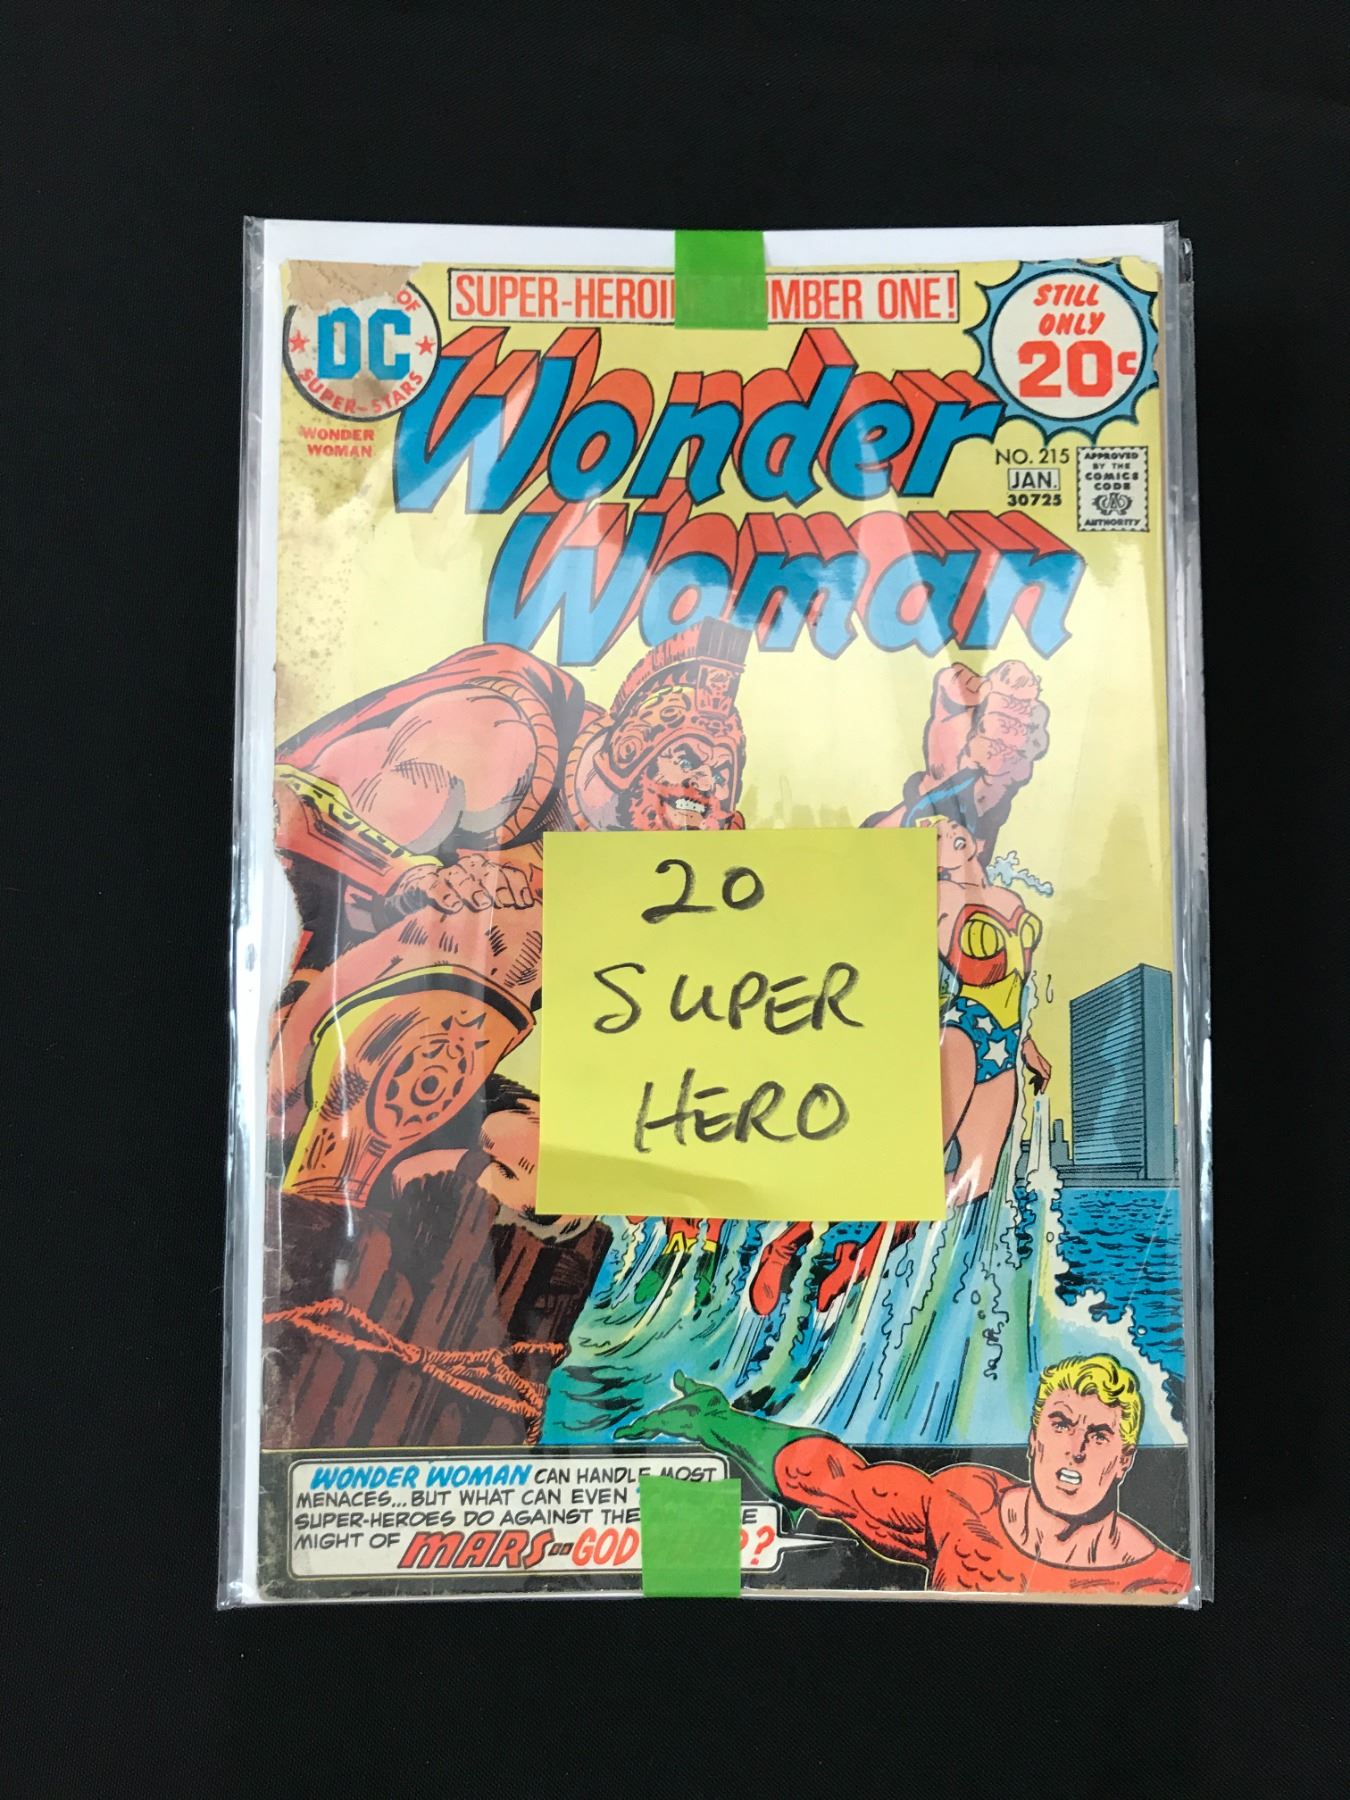 SUPER-HEROI MBER ONE!
OF
DC
SUPER-STARS
WONDER
WOMAN
STILL
ONLY
20¢
Wonder
Woman
NO. 215
JAN.
30725
APPROVED
BY THE
COMICS
CODE
AUTHORITY
20
SUPER
HERO
WONDER WOMAN CAN HANDLE MOST
MENACES...BUT WHAT CAN EVEN
SUPER-HEROES DO AGAINST THE
MIGHT OF MARS--GOD ?